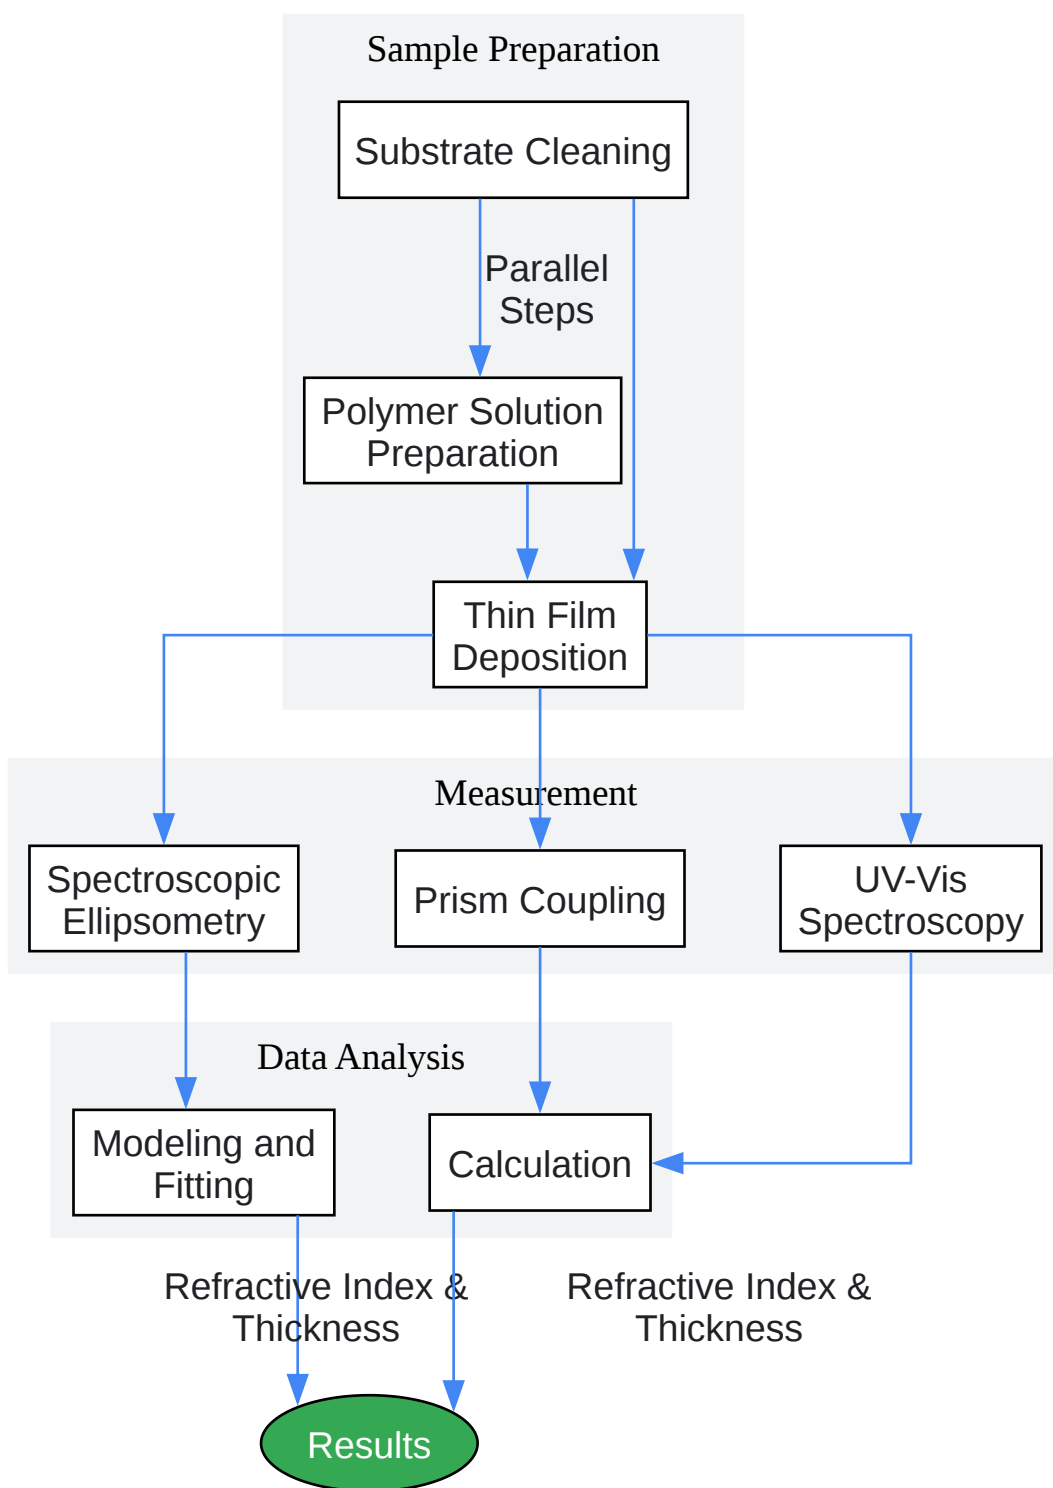 Sample Preparation
Substrate Cleaning
Parallel
Steps
Polymer Solution
Preparation
Thin Film
Deposition
Measurement
Spectroscopic
Ellipsometry
Prism Coupling
UV-Vis
Spectroscopy
Data Analysis
Modeling and
Fitting
Calculation
Refractive Index &
Thickness
Refractive Index &
Thickness
Results